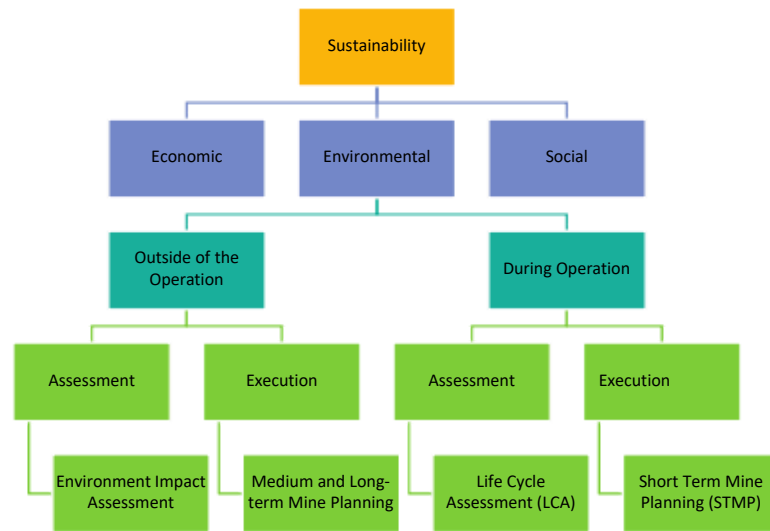 Sustainability
Economic
Environmental
Social
Outside of the
Operation
During Operation
Assessment
Execution
Assessment
Execution
Environment Impact
Assessment
Medium and Long-
term Mine Planning
Life Cycle
Assessment (LCA)
Short Term Mine
Planning (STMP)